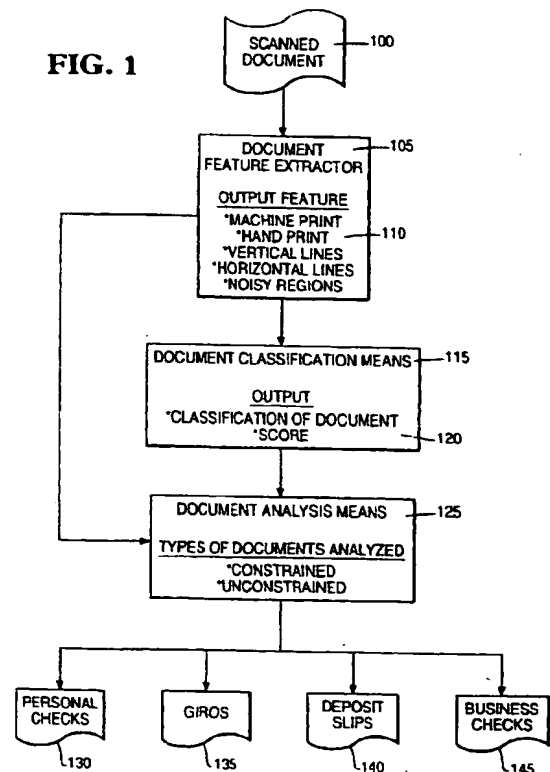 FIG. 1
SCANNED
DOCUMENT
100
DOCUMENT
FEATURE EXTRACTOR
105
OUTPUT FEATURE
*MACHINE PRINT
*HAND PRINT
110
*VERTICAL LINES
*HORIZONTAL LINES
*NOISY REGIONS
DOCUMENT CLASSIFICATION MEANS
115
OUTPUT
*CLASSIFICATION OF DOCUMENT
*SCORE
120
DOCUMENT ANALYSIS MEANS
125
TYPES OF DOCUMENTS ANALYZED
*CONSTRAINED
*UNCONSTRAINED
PERSONAL
CHECKS
GIROS
DEPOSIT
SLIPS
BUSINESS
CHECKS
130
135
140
145